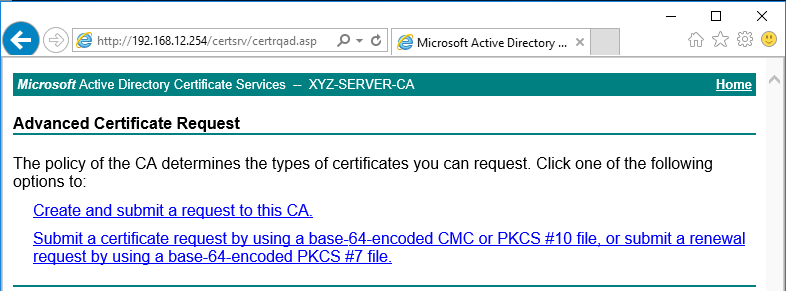 http://192.168.12.254/certsrv/certrqad.asp
Microsoft Active Directory ...
Microsoft Active Directory Certificate Services -- XYZ-SERVER-CA Home
Advanced Certificate Request
The policy of the CA determines the types of certificates you can request. Click one of the following
options to:
Create and submit a request to this CA.
Submit a certificate request by using a base-64-encoded CMC or PKCS #10 file, or submit a renewal
request by using a base-64-encoded PKCS #7 file.